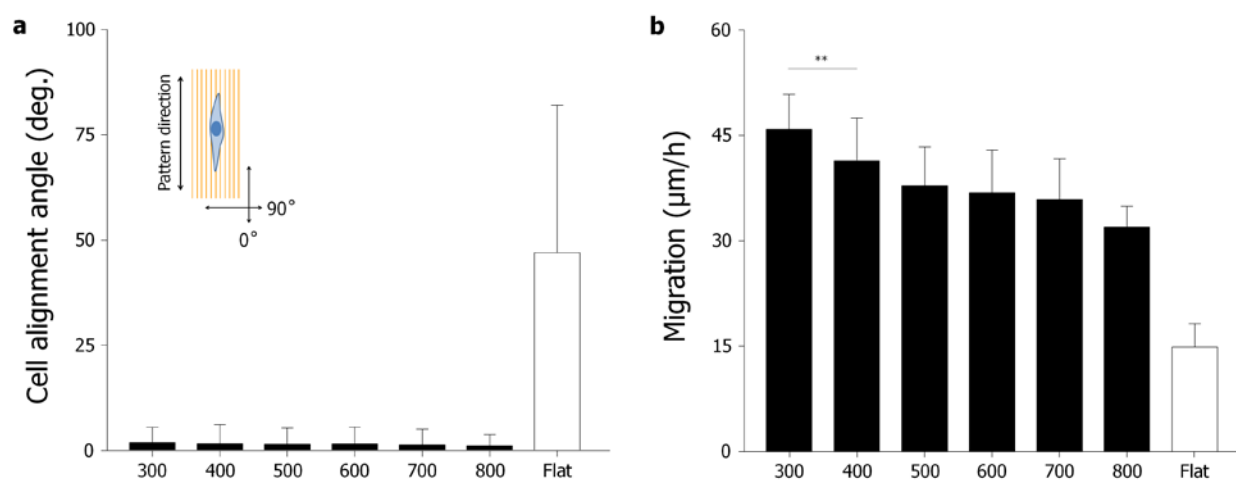 a
Cell alignment angle (deg.)
100
75
50
25
0
Pattern direction
90°
0°
300 400 500 600 700 800 Flat
b
Migration (μm/h)
60
45
30
15
0
**
300 400 500 600 700 800 Flat